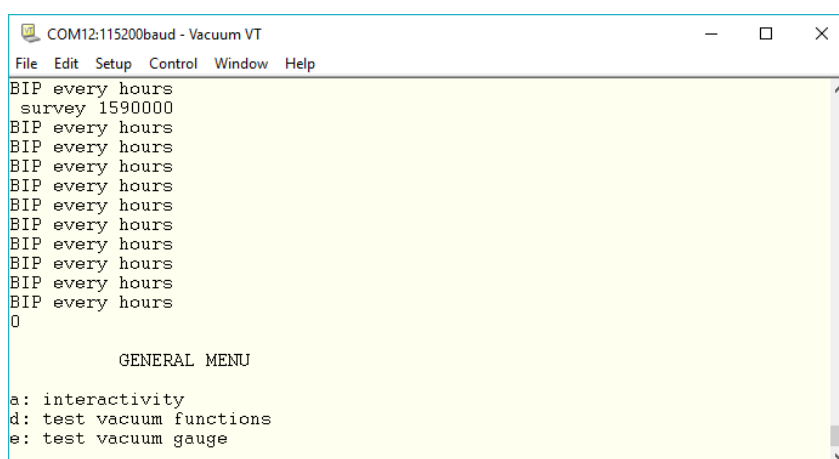 COM12:115200baud - Vacuum VT
File Edit Setup Control Window Help
BIP every hours
survey 1590000
BIP every hours
BIP every hours
BIP every hours
BIP every hours
BIP every hours
BIP every hours
BIP every hours
BIP every hours
BIP every hours
BIP every hours
0
GENERAL MENU
a: interactivity
d: test vacuum functions
e: test vacuum gauge